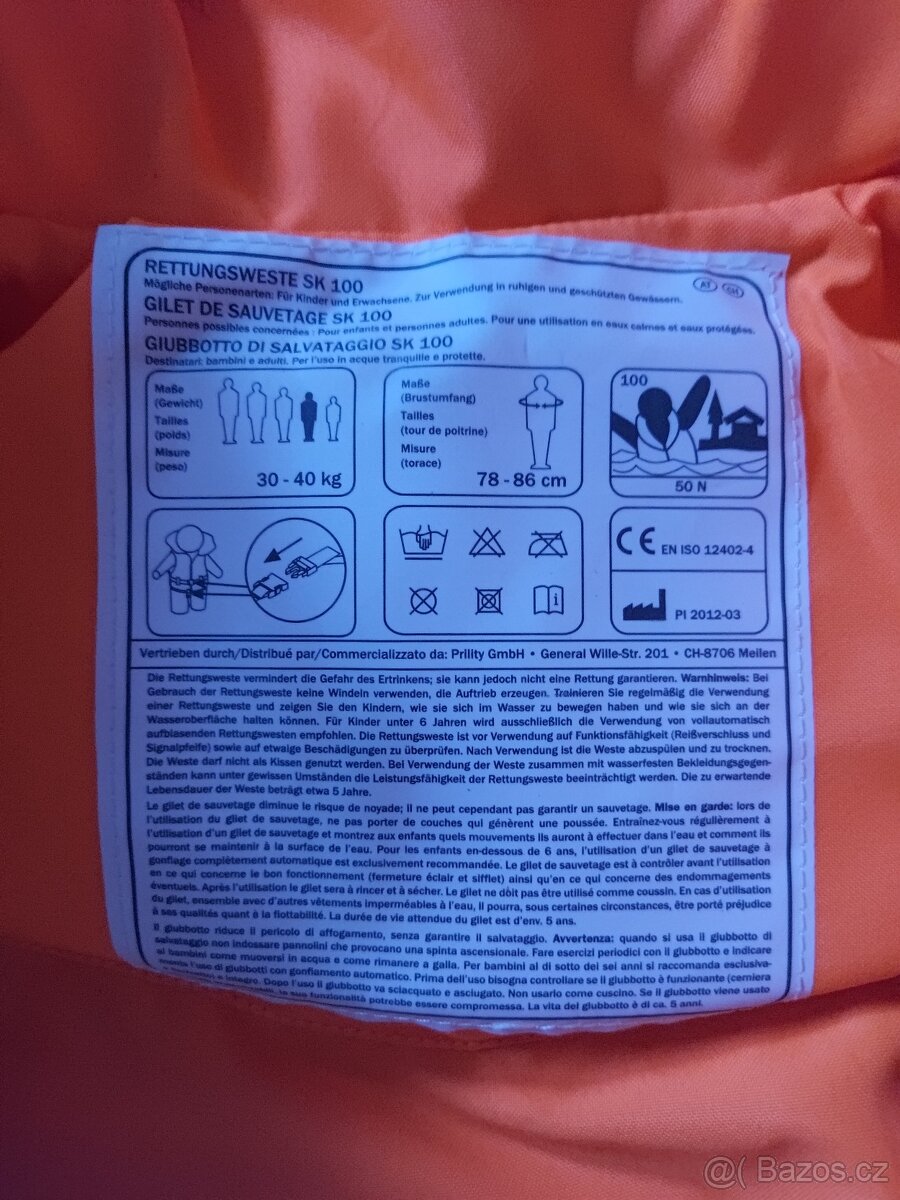 RETTUNGSWESTE SK 100
AT CH
Mögliche Personenarten: Für Kinder und Erwachsene. Zur Verwendung in ruhigen und geschützten Gewässern.
GILET DE SAUVETAGE SK 100
Personnes possibles concernées : Pour enfants et personnes adultes. Pour une utilisation en eaux calmes et eaux protégées.
GIUBBOTTO DI SALVATAGGIO SK 100
Destinatari: bambini e adulti. Per l'uso in acque tranquille e protette.
Maße
(Gewicht)
Tailles
(poids)
Misure
(peso)
30 - 40 kg
Maße
(Brustumfang)
Tailles
(tour de poitrine)
Misure
(torace)
78 - 86 cm
100
50 N
CE EN ISO 12402-4
PI 2012-03
Vertrieben durch/Distribué par/Commercializzato da: Prility GmbH • General Wille-Str. 201 • CH-8706 Meilen
Die Rettungsweste vermindert die Gefahr des Ertrinkens; sie kann jedoch nicht eine Rettung garantieren. Warnhinweis: Bei
Gebrauch der Rettungsweste keine Windeln verwenden, die Auftrieb erzeugen. Trainieren Sie regelmäßig die Verwendung
einer Rettungsweste und zeigen Sie den Kindern, wie sie sich im Wasser zu bewegen haben und wie sie sich an der
Wasseroberfläche halten können. Für Kinder unter 6 Jahren wird ausschließlich die Verwendung von vollautomatisch
aufblasenden Rettungswesten empfohlen. Die Rettungsweste ist vor Verwendung auf Funktionsfähigkeit (Reißverschluss und
Signalpfeife) sowie auf etwaige Beschädigungen zu überprüfen. Nach Verwendung ist die Weste abzuspülen und zu trocknen.
Die Weste darf nicht als Kissen genutzt werden. Bei Verwendung der Weste zusammen mit wasserfesten Bekleidungsgegen-
ständen kann unter gewissen Umständen die Leistungsfähigkeit der Rettungsweste beeinträchtigt werden. Die zu erwartende
Lebensdauer der Weste beträgt etwa 5 Jahre.
Le gilet de sauvetage diminue le risque de noyade; il ne peut cependant pas garantir un sauvetage. Mise en garde: lors de
l'utilisation du gilet de sauvetage, ne pas porter de couches qui génèrent une poussée. Entraînez-vous régulièrement à
l'utilisation d'un gilet de sauvetage et montrez aux enfants quels mouvements ils auront à effectuer dans l'eau et comment ils
pourront se maintenir à la surface de l'eau. Pour les enfants en-dessous de 6 ans, l'utilisation d'un gilet de sauvetage à
gonflage complètement automatique est exclusivement recommandée. Le gilet de sauvetage est à contrôler avant l'utilisation
en ce qui concerne le bon fonctionnement (fermeture éclair et sifflet) ainsi qu'en ce qui concerne des endommagements
éventuels. Après l'utilisation le gilet sera à rincer et à sécher. Le gilet ne doit pas être utilisé comme coussin. En cas d'utilisation
du gilet, ensemble avec d'autres vêtements imperméables à l'eau, il pourra, sous certaines circonstances, être porté préjudice
à ses qualités quant à la flottabilité. La durée de vie attendue du gilet est d'env. 5 ans.
Il giubbotto riduce il pericolo di affogamento, senza garantire il salvataggio. Avvertenza: quando si usa il giubbotto di
salvataggio non indossare pannolini che provocano una spinta ascensionale. Fare esercizi periodici con il giubbotto e indicare
ai bambini come muoversi in acqua e come rimanere a galla. Per bambini al di sotto dei sei anni si raccomanda esclusiva-
mente l'uso di giubbotti con gonfiamento automatico. Prima dell'uso bisogna controllare se il giubbotto è funzionante (cerniera
e integro. Dopo l'uso il giubbotto va sciacquato e asciugato. Non usarlo come cuscino. Se il giubbotto viene usato
la sua funzionalità potrebbe essere compromessa. La vita del giubbotto è di ca. 5 anni.
@( Bazos.cz